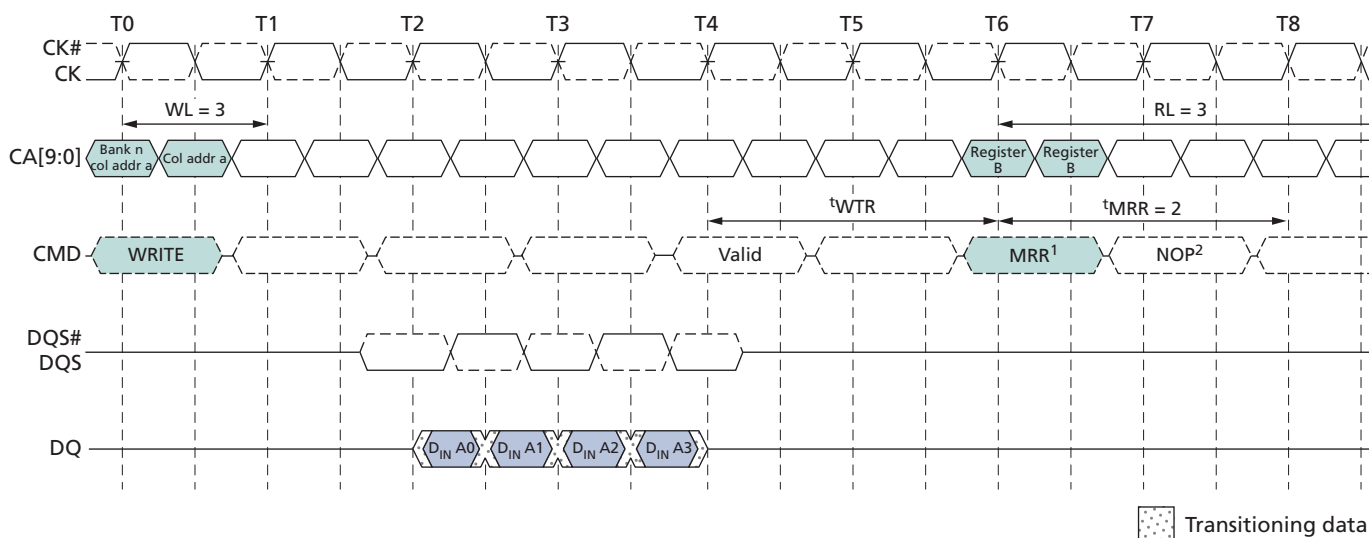 T0 T1 T2 T3 T4 T5 T6 T7 T8
CK#
CK
WL = 3
RL = 3
CA[9:0]
Bank n
col addr a
Col addr a
Register
B
Register
B
tWTR
tMRR = 2
CMD
WRITE
Valid
MRR1
NOP2
DQS#
DQS
DQ
DIN A0
DIN A1
DIN A2
DIN A3
Transitioning data